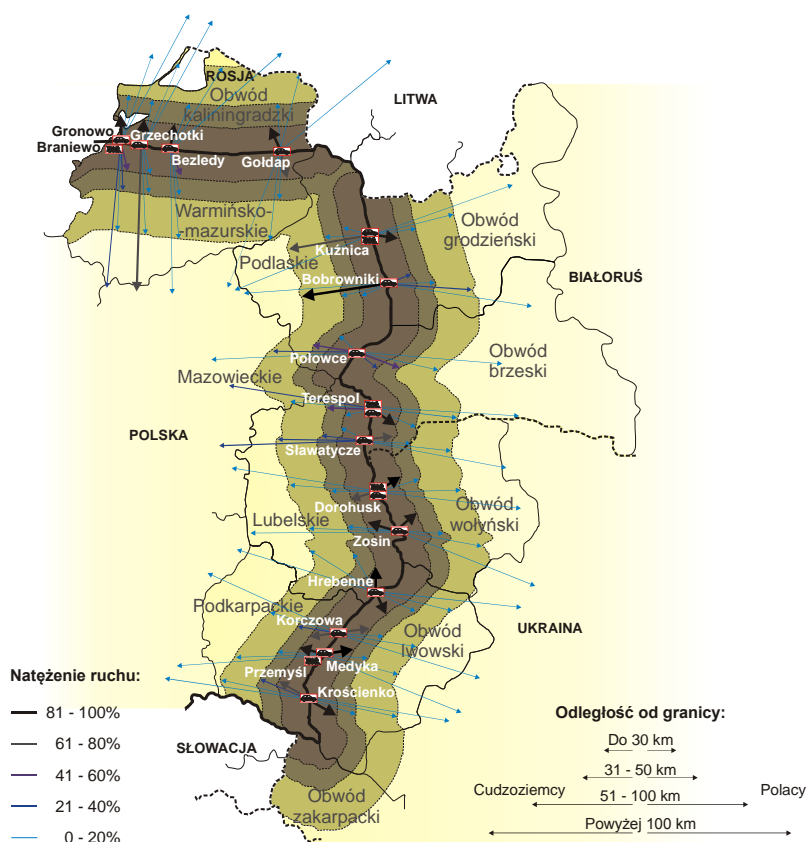 ROSJA
Obwód
kaliningradzki
LITWA
Gronowo
Grzechotki
Braniewo
Bezledy
Gołdap
Warmińsko-
-mazurskie
Obwód
grodzieński
Kuźnica
Podlaskie
BIAŁORUŚ
Bobrowniki
Połowce
Obwód
brzeski
Mazowieckie
Terespol
POLSKA
Sławatycze
Dorohusk
Obwód
wołyński
Lubelskie
Zosin
Hrebenne
Podkarpackie
Korczowa
Obwód
lwowski
UKRAINA
Przemyśl
Medyka
Krościenko
SŁOWACJA
Obwód
zakarpacki
Natężenie ruchu:
81 - 100%
61 - 80%
41 - 60%
21 - 40%
0 - 20%
Odległość od granicy:
Do 30 km
31 - 50 km
Cudzoziemcy
51 - 100 km
Polacy
Powyżej 100 km